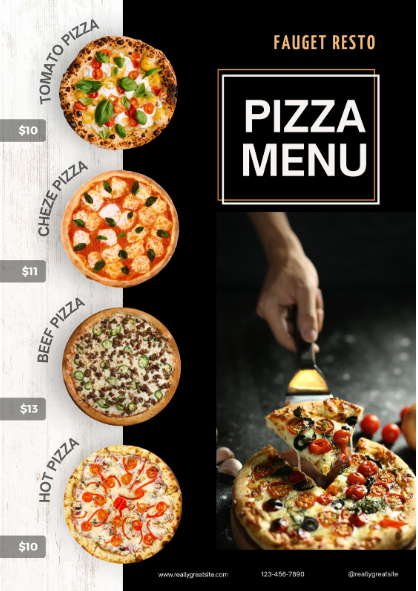 FAUGET RESTO
PIZZA
MENU
TOMATO PIZZA
$10
CHEZE PIZZA
$11
BEEF PIZZA
$13
HOT PIZZA
$10
www.reallygreatsite.com 123-456-7890 @reallygreatsite